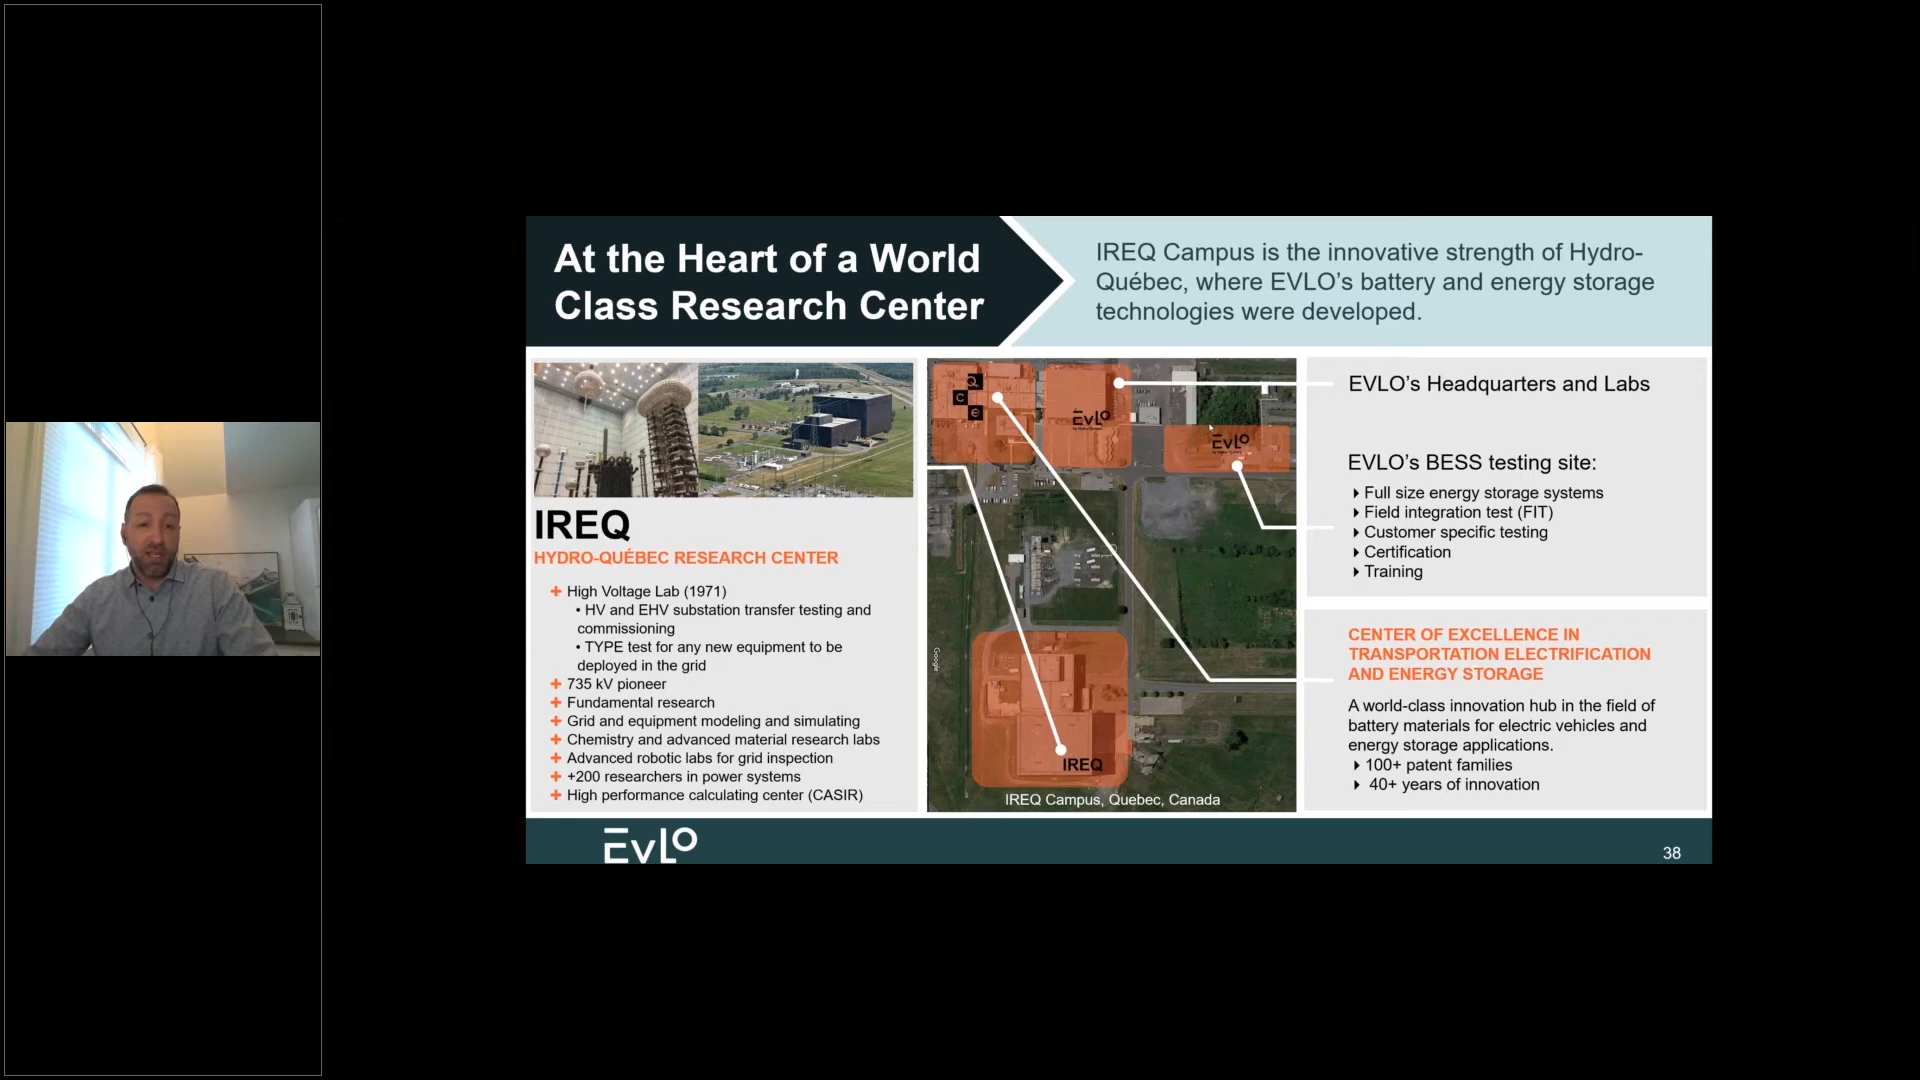 At the Heart of a World
Class Research Center
IREQ Campus is the innovative strength of Hydro-
Québec, where EVLO's battery and energy storage
technologies were developed.
IREQ
HYDRO-QUÉBEC RESEARCH CENTER
High Voltage Lab (1971)
• HV and EHV substation transfer testing and
commissioning
• TYPE test for any new equipment to be
deployed in the grid
735 kV pioneer
Fundamental research
Grid and equipment modeling and simulating
Chemistry and advanced material research labs
Advanced robotic labs for grid inspection
+200 researchers in power systems
High performance calculating center (CASIR)
Q
C
e
EVLO
EVLO
Google
IREQ
IREQ Campus, Quebec, Canada
EVLO's Headquarters and Labs
EVLO's BESS testing site:
Full size energy storage systems
Field integration test (FIT)
Customer specific testing
Certification
Training
CENTER OF EXCELLENCE IN
TRANSPORTATION ELECTRIFICATION
AND ENERGY STORAGE
A world-class innovation hub in the field of
battery materials for electric vehicles and
energy storage applications.
100+ patent families
40+ years of innovation
EVLO
38